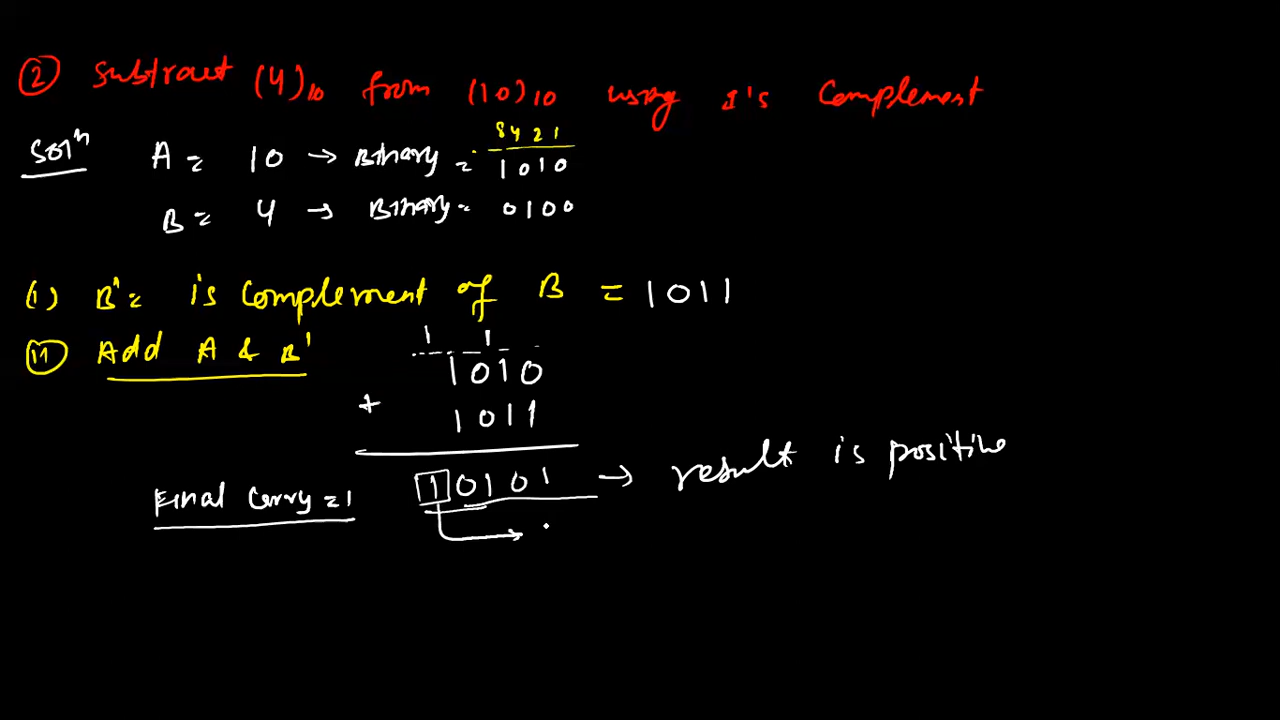 ② Subtract (4)10 from (10)10 using 1's Complement
Solⁿ
8 4 2 1
A = 10 → Binary = 1010
B = 4 → Binary = 0100
(i) B' = 1's complement of B = 1011
(ii) Add A & B'
1 1
1010
+ 1011
Final Carry = 1 1 0101 → result is positive